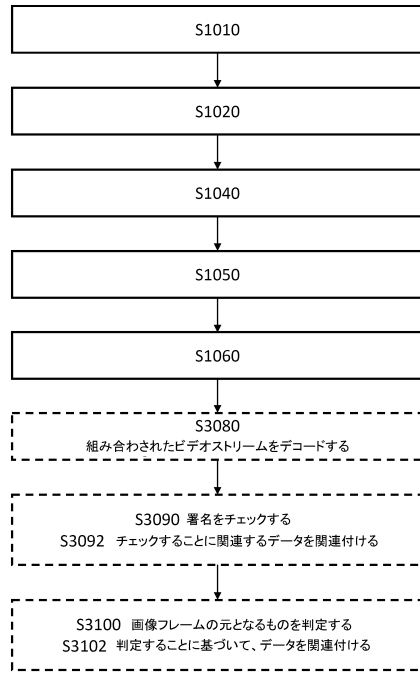 S1010
S1020
S1040
S1050
S1060
S3080
組み合わされたビデオストリームをデコードする
S3090 署名をチェックする
S3092 チェックすることに関連するデータを関連付ける
S3100 画像フレームの元となるものを判定する
S3102 判定することに基づいて、データを関連付ける